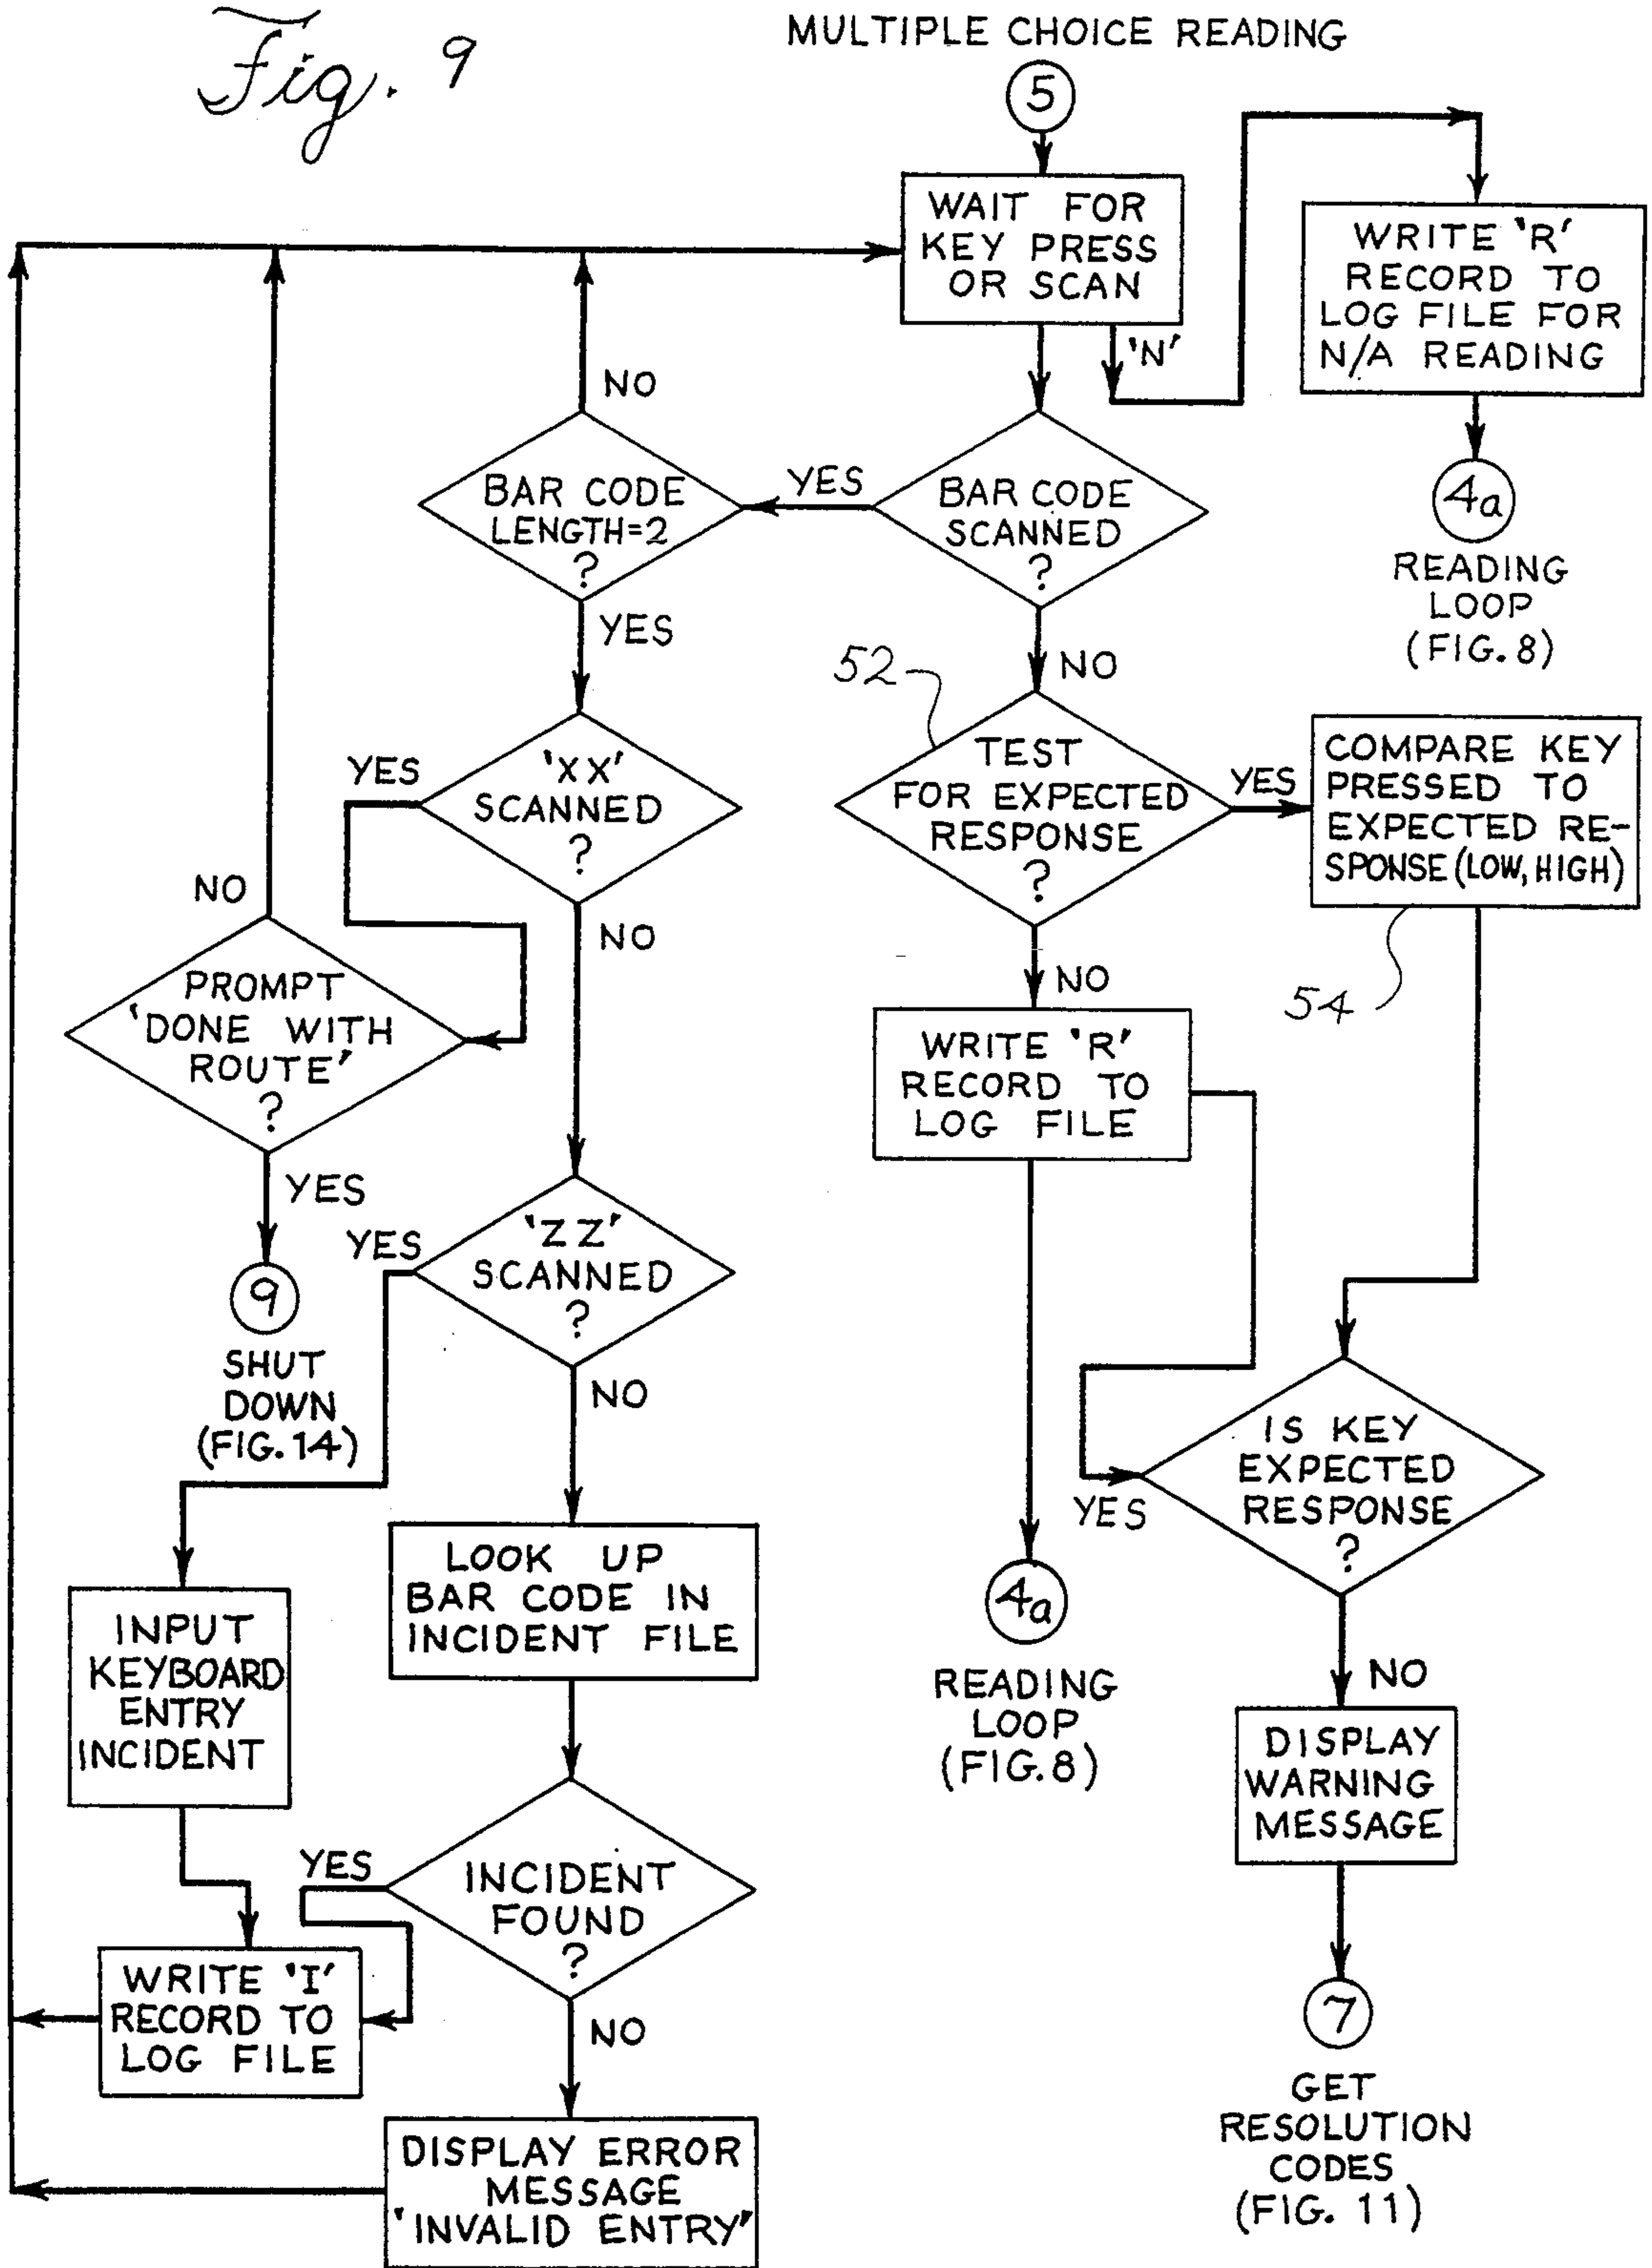 Fig. 9
MULTIPLE CHOICE READING
5
WAIT FOR
KEY PRESS
OR SCAN
'N'
WRITE 'R'
RECORD TO
LOG FILE FOR
N/A READING
4a
READING
LOOP
(FIG. 8)
NO
BAR CODE
LENGTH=2
?
YES
BAR CODE
SCANNED
?
YES
NO
52
'XX'
SCANNED
?
YES
NO
TEST
FOR EXPECTED
RESPONSE
?
YES
COMPARE KEY
PRESSED TO
EXPECTED RE-
SPONSE (LOW, HIGH)
54
NO
NO
PROMPT
'DONE WITH
ROUTE'
?
YES
9
SHUT
DOWN
(FIG. 14)
WRITE 'R'
RECORD TO
LOG FILE
YES
'ZZ'
SCANNED
?
NO
IS KEY
EXPECTED
RESPONSE
?
YES
LOOK UP
BAR CODE IN
INCIDENT FILE
4a
READING
LOOP
(FIG. 8)
INPUT
KEYBOARD
ENTRY
INCIDENT
NO
DISPLAY
WARNING
MESSAGE
YES
INCIDENT
FOUND
?
WRITE 'I'
RECORD TO
LOG FILE
NO
7
GET
RESOLUTION
CODES
(FIG. 11)
DISPLAY ERROR
MESSAGE
'INVALID ENTRY'